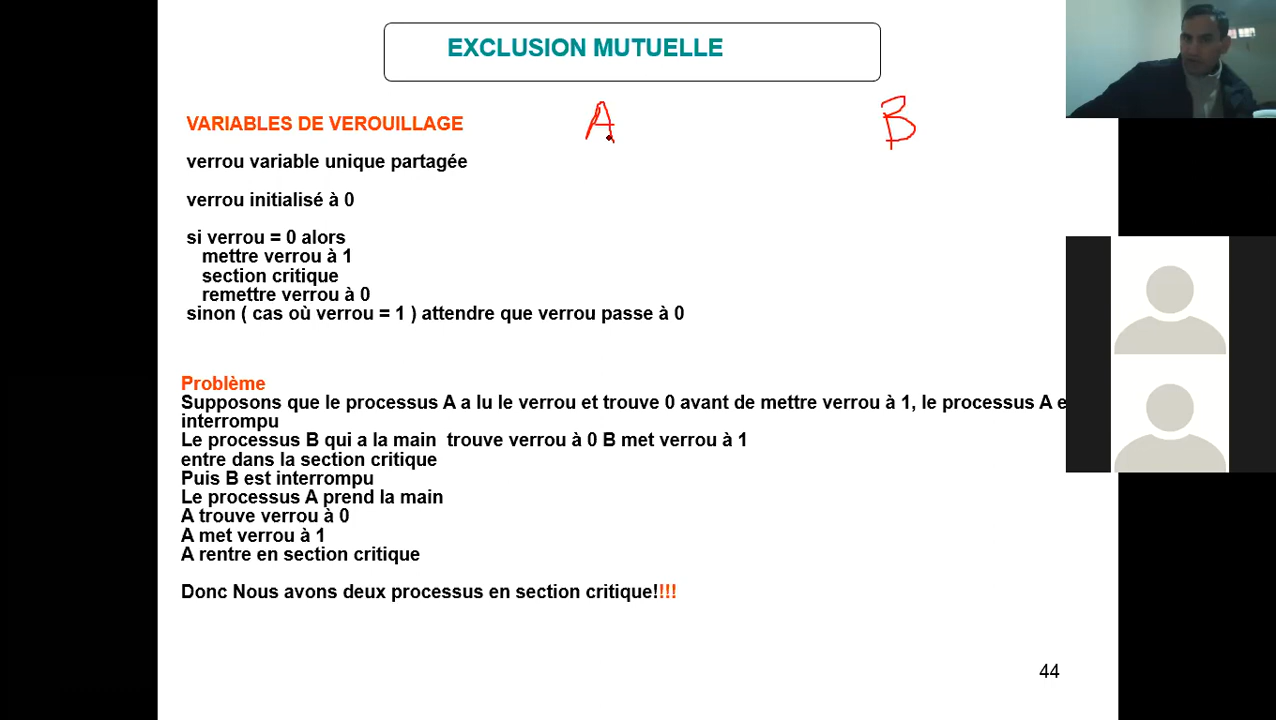 EXCLUSION MUTUELLE
A B
VARIABLES DE VEROUILLAGE
verrou variable unique partagée
verrou initialisé à 0
si verrou = 0 alors
mettre verrou à 1
section critique
remettre verrou à 0
sinon ( cas où verrou = 1 ) attendre que verrou passe à 0
Problème
Supposons que le processus A a lu le verrou et trouve 0 avant de mettre verrou à 1, le processus A e
interrompu
Le processus B qui a la main trouve verrou à 0 B met verrou à 1
entre dans la section critique
Puis B est interrompu
Le processus A prend la main
A trouve verrou à 0
A met verrou à 1
A rentre en section critique
Donc Nous avons deux processus en section critique!!!!
44